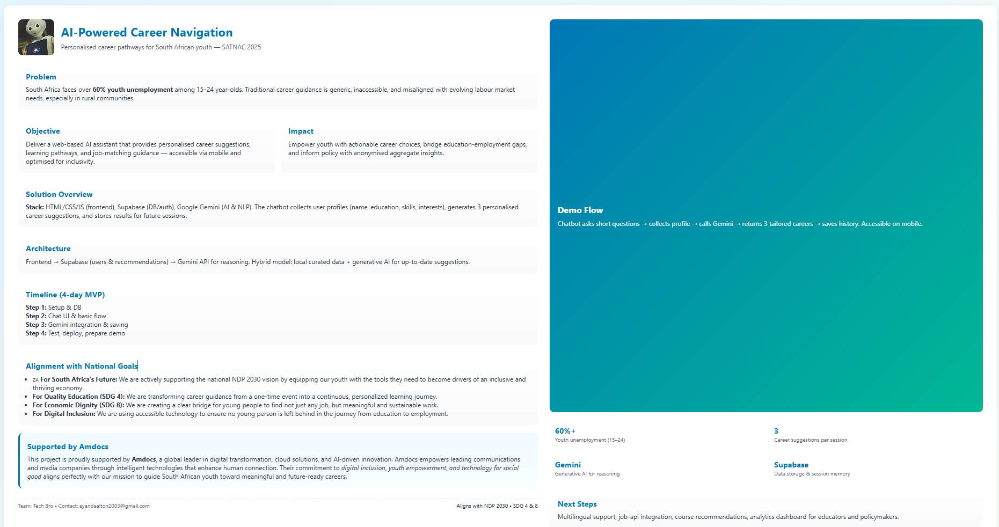 AI-Powered Career Navigation
Personalised career pathways for South African youth — SATNAC 2025
Problem
South Africa faces over 60% youth unemployment among 15–24 year-olds. Traditional career guidance is generic, inaccessible, and misaligned with evolving labour market
needs, especially in rural communities.
Objective
Deliver a web-based AI assistant that provides personalised career suggestions,
learning pathways, and job-matching guidance — accessible via mobile and
optimised for inclusivity.
Impact
Empower youth with actionable career choices, bridge education-employment gaps,
and inform policy with anonymised aggregate insights.
Solution Overview
Stack: HTML/CSS/JS (frontend), Supabase (DB/auth), Google Gemini (AI & NLP). The chatbot collects user profiles (name, education, skills, interests), generates 3 personalised
career suggestions, and stores results for future sessions.
Architecture
Frontend → Supabase (users & recommendations) → Gemini API for reasoning. Hybrid model: local curated data + generative AI for up-to-date suggestions.
Timeline (4-day MVP)
Step 1: Setup & DB
Step 2: Chat UI & basic flow
Step 3: Gemini integration & saving
Step 4: Test, deploy, prepare demo
Alignment with National Goals
• ZA For South Africa's Future: We are actively supporting the national NDP 2030 vision by equipping our youth with the tools they need to become drivers of an inclusive and
thriving economy.
• For Quality Education (SDG 4): We are transforming career guidance from a one-time event into a continuous, personalized learning journey.
• For Economic Dignity (SDG 8): We are creating a clear bridge for young people to find not just any job, but meaningful and sustainable work.
• For Digital Inclusion: We are using accessible technology to ensure no young person is left behind in the journey from education to employment.
Supported by Amdocs
This project is proudly supported by Amdocs, a global leader in digital transformation, cloud solutions, and AI-driven innovation. Amdocs empowers leading communications
and media companies through intelligent technologies that enhance human connection. Their commitment to digital inclusion, youth empowerment, and technology for social
good aligns perfectly with our mission to guide South African youth toward meaningful and future-ready careers.
Team: Tech Bro • Contact: ayandaalton2003@gmail.com
Aligns with NDP 2030 • SDG 4 & 8
Demo Flow
Chatbot asks short questions → collects profile → calls Gemini → returns 3 tailored careers → saves history. Accessible on mobile.
60%+
Youth unemployment (15–24)
3
Career suggestions per session
Gemini
Generative AI for reasoning
Supabase
Data storage & session memory
Next Steps
Multilingual support, job-api integration, course recommendations, analytics dashboard for educators and policymakers.